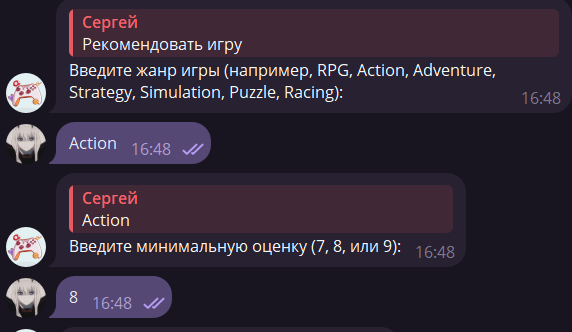 Сергей
Рекомендовать игру
Введите жанр игры (например, RPG, Action, Adventure,
Strategy, Simulation, Puzzle, Racing):
16:48
Action 16:48
Сергей
Action
Введите минимальную оценку (7, 8, или 9): 16:48
8 16:48